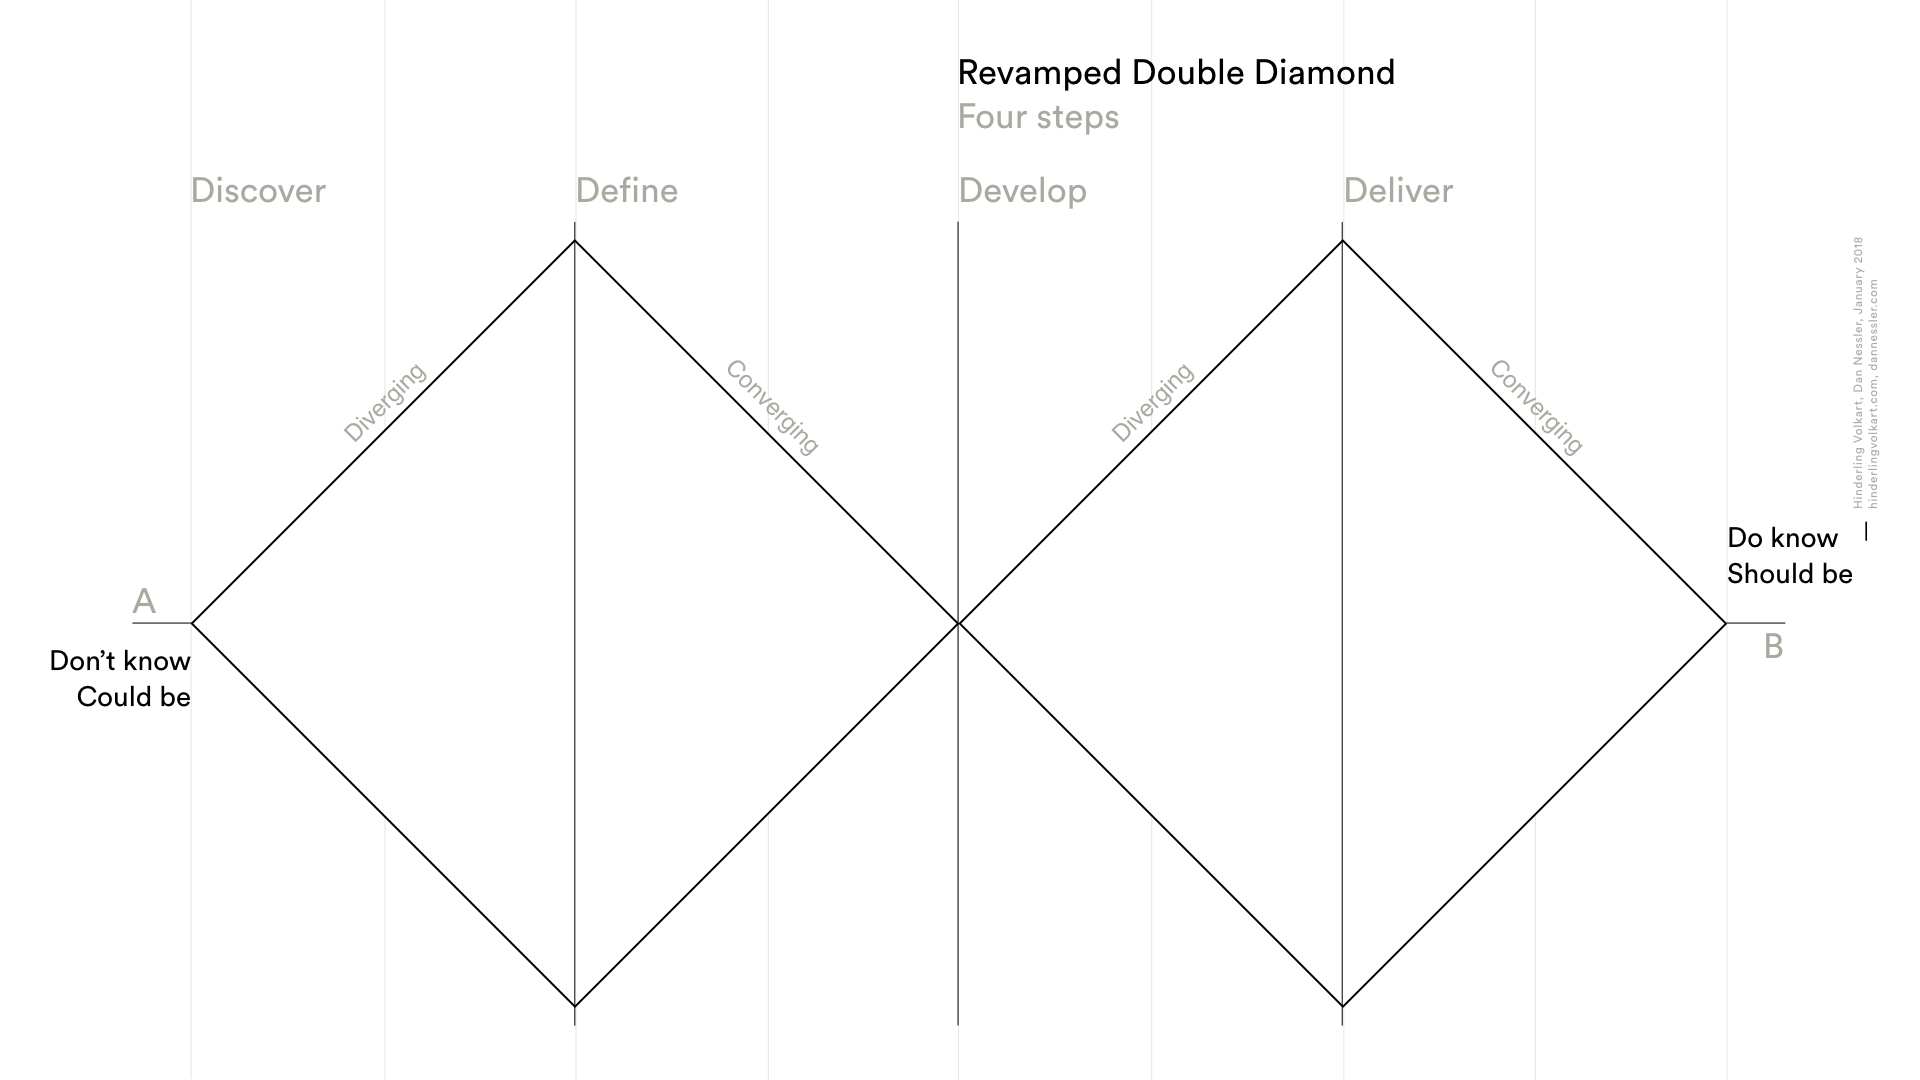 Revamped Double Diamond
Four steps
Discover
Define
Develop
Deliver
Diverging
Converging
Diverging
Converging
A
Don’t know
Could be
Do know
Should be
B
Hinderling Volkart, Dan Nessler, January 2018
hinderlingvolkart.com, dannessler.com